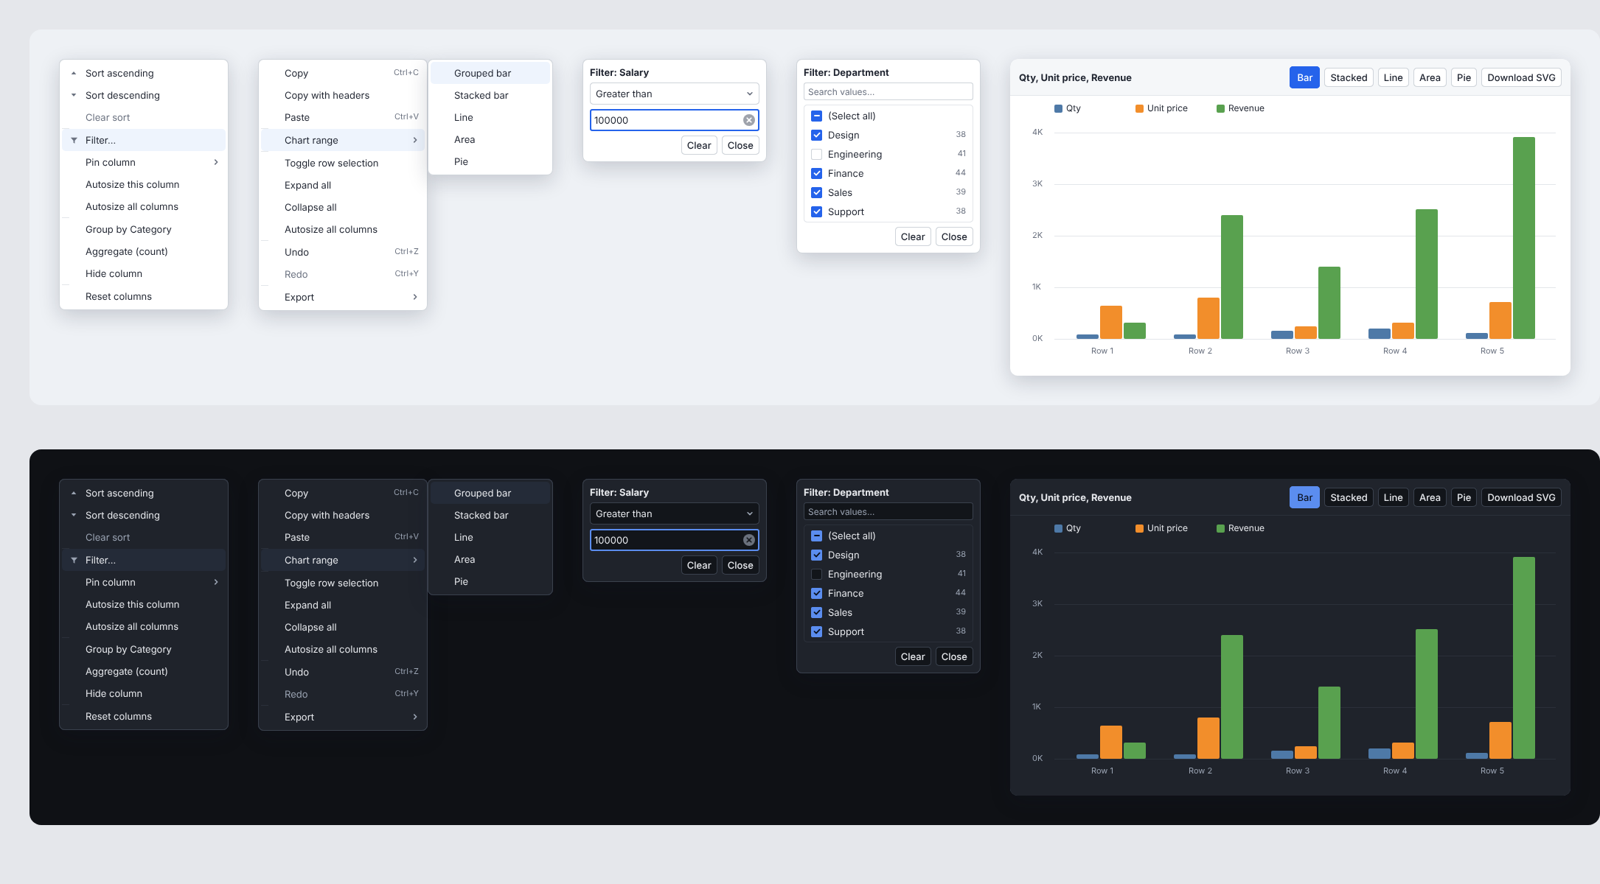 Sort ascending
Sort descending
Clear sort
Filter...
Pin column
Autosize this column
Autosize all columns
Group by Category
Aggregate (count)
Hide column
Reset columns
Copy Ctrl+C
Copy with headers
Paste Ctrl+V
Chart range
Toggle row selection
Expand all
Collapse all
Autosize all columns
Undo Ctrl+Z
Redo Ctrl+Y
Export
Grouped bar
Stacked bar
Line
Area
Pie
Filter: Salary
Greater than
100000
Clear Close
Filter: Department
Search values...
(Select all)
Design 38
Engineering 41
Finance 44
Sales 39
Support 38
Clear Close
Qty, Unit price, Revenue Bar Stacked Line Area Pie Download SVG
Qty Unit price Revenue
4K
3K
2K
1K
0K
Row 1 Row 2 Row 3 Row 4 Row 5
Sort ascending
Sort descending
Clear sort
Filter...
Pin column
Autosize this column
Autosize all columns
Group by Category
Aggregate (count)
Hide column
Reset columns
Copy Ctrl+C
Copy with headers
Paste Ctrl+V
Chart range
Toggle row selection
Expand all
Collapse all
Autosize all columns
Undo Ctrl+Z
Redo Ctrl+Y
Export
Grouped bar
Stacked bar
Line
Area
Pie
Filter: Salary
Greater than
100000
Clear Close
Filter: Department
Search values...
(Select all)
Design 38
Engineering 41
Finance 44
Sales 39
Support 38
Clear Close
Qty, Unit price, Revenue Bar Stacked Line Area Pie Download SVG
Qty Unit price Revenue
4K
3K
2K
1K
0K
Row 1 Row 2 Row 3 Row 4 Row 5